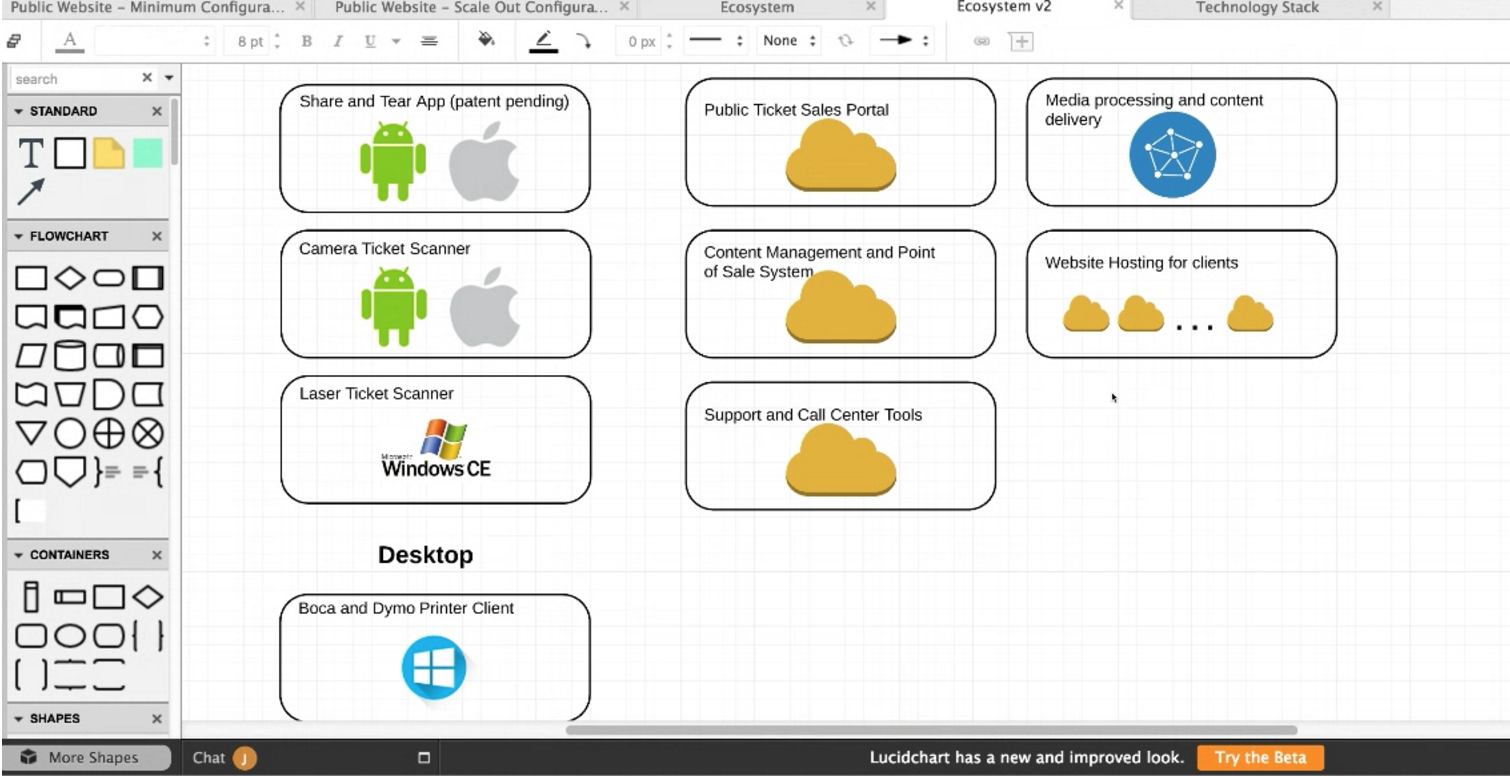 Public Website – Minimum Configura...
Public Website – Scale Out Configura...
Ecosystem
Ecosystem v2
Technology Stack
A
8 pt
B
I
U
0 px
None
search
STANDARD
T
FLOWCHART
CONTAINERS
SHAPES
Share and Tear App (patent pending)
Camera Ticket Scanner
Laser Ticket Scanner
Microsoft
Windows CE
Desktop
Boca and Dymo Printer Client
Public Ticket Sales Portal
Content Management and Point
of Sale System
Support and Call Center Tools
Media processing and content
delivery
Website Hosting for clients
...
More Shapes
Chat
J
Lucidchart has a new and improved look.
Try the Beta